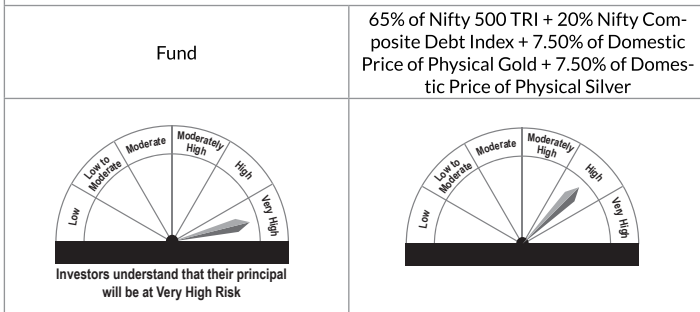 Fund
65% of Nifty 500 TRI + 20% Nifty Com-
posite Debt Index + 7.50% of Domestic
Price of Physical Gold + 7.50% of Domes-
tic Price of Physical Silver
Low
Low to
Moderate
Moderate
Moderately
High
High
Very High
Investors understand that their principal
will be at Very High Risk
Low
Low to
Moderate
Moderate
Moderately
High
High
Very High